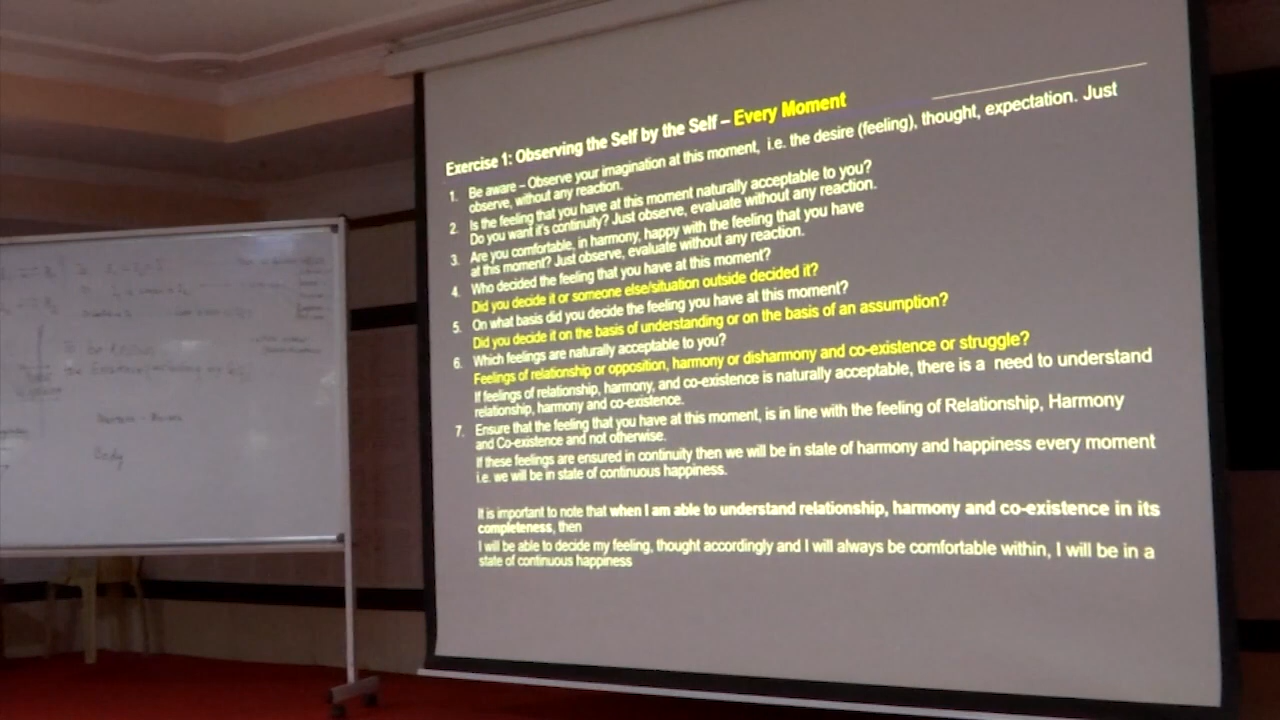 Exercise 1: Observing the Self by the Self – Every Moment
1. Be aware – Observe your imagination at this moment, i.e. the desire (feeling), thought, expectation. Just
observe, without any reaction.
2. Is the feeling that you have at this moment naturally acceptable to you?
Do you want it's continuity? Just observe, evaluate without any reaction.
3. Are you comfortable, in harmony, happy with the feeling that you have
at this moment? Just observe, evaluate without any reaction.
4. Who decided the feeling that you have at this moment?
Did you decide it or someone else/situation outside decided it?
5. On what basis did you decide the feeling you have at this moment?
Did you decide it on the basis of understanding or on the basis of an assumption?
6. Which feelings are naturally acceptable to you?
Feelings of relationship or opposition, harmony or disharmony and co-existence or struggle?
If feelings of relationship, harmony, and co-existence is naturally acceptable, there is a need to understand
relationship, harmony and co-existence.
7. Ensure that the feeling that you have at this moment, is in line with the feeling of Relationship, Harmony
and Co-existence and not otherwise.
If these feelings are ensured in continuity then we will be in state of harmony and happiness every moment
i.e. we will be in state of continuous happiness.
It is important to note that when I am able to understand relationship, harmony and co-existence in its
completeness, then
I will be able to decide my feeling, thought accordingly and I will always be comfortable within, I will be in a
state of continuous happiness
Body